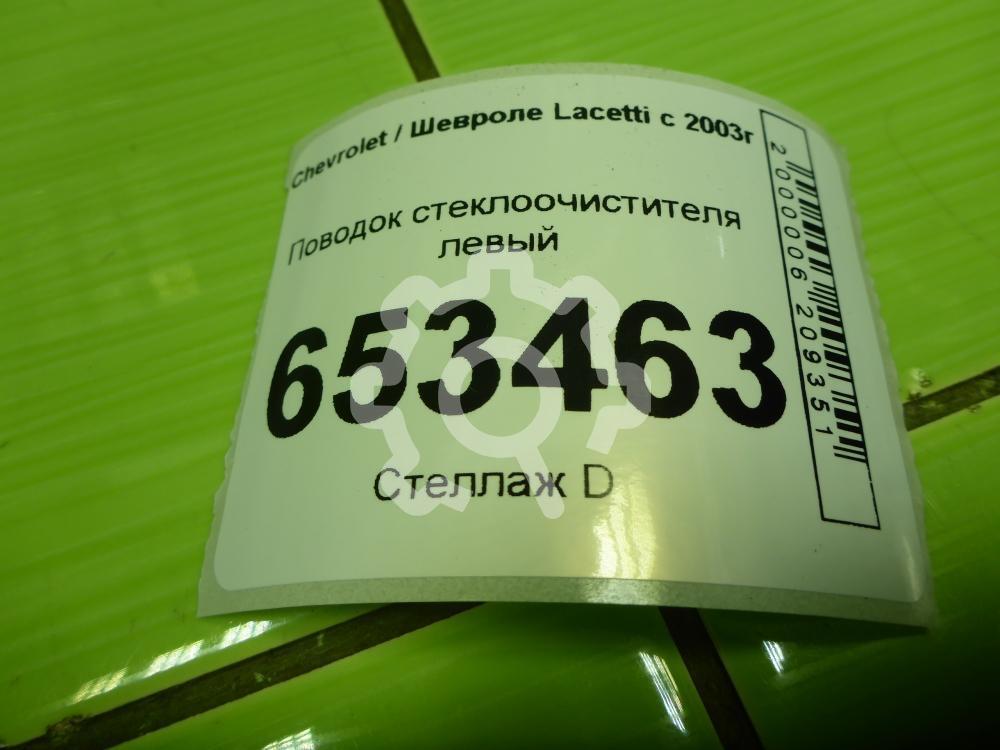 Chevrolet / Шевроле Lacetti с 2003г
Поводок стеклоочистителя
левый
653463
Стеллаж D
2000006209351